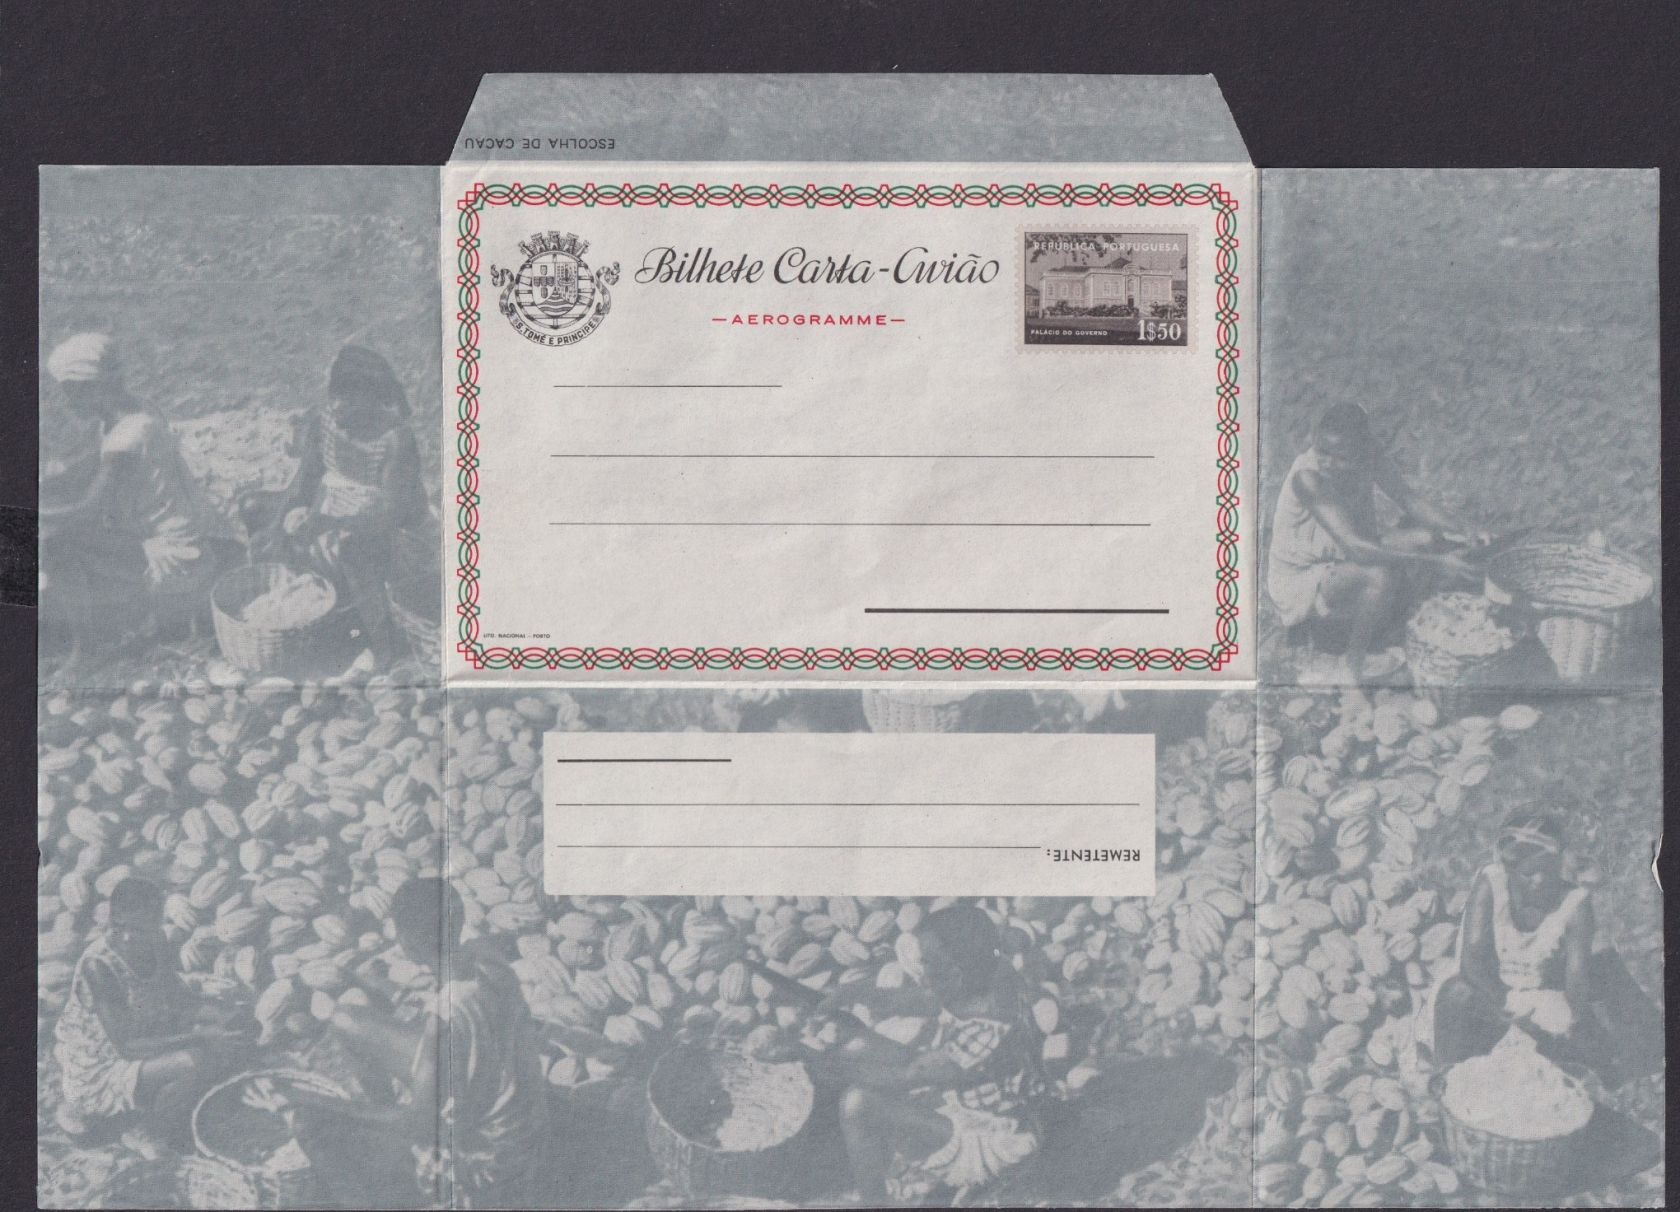 ESCOLHA DE CACAU
Bilhete Carta-Avião
—AEROGRAMME—
S. TOMÉ E PRINCIPE
REPÚBLICA PORTUGUESA
PALÁCIO DO GOVERNO
1$50
LITO. NACIONAL - PORTO
REMETENTE: